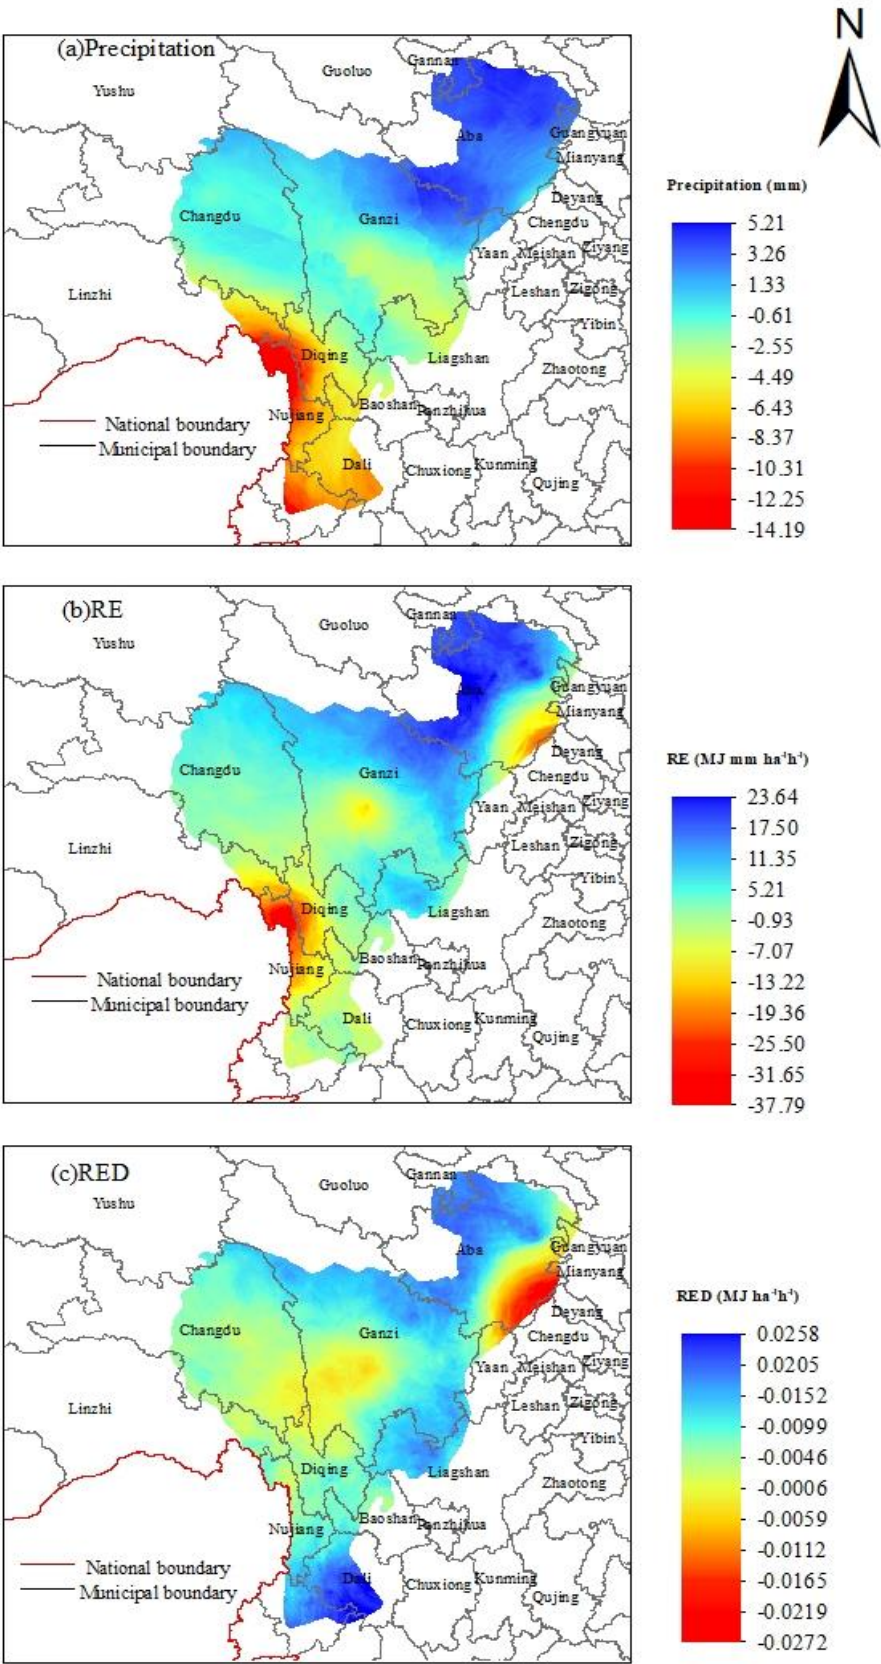 N
(a)Precipitation
Gannan
Guoluo
Yushu
Aba
Guangyuan
Mianyang
Precipitation (mm)
Deyang
Changdu
Ganzi
Chengdu
5.21
Yaan
Meishan
Ziyang
3.26
1.33
Linzhi
Leshan
Zigong
-0.61
Yibin
-2.55
Diqing
Liagshan
Zhaotong
-4.49
Nujiang
Baoshan
Panzhihua
-6.43
National boundary
-8.37
Municipal boundary
Dali
Chuxiong
Kunming
Qujing
-10.31
-12.25
-14.19
(b)RE
Gannan
Guoluo
Yushu
Aba
Guangyuan
Mianyang
Deyang
RE (MJ mm ha⁻¹h⁻¹)
Changdu
Ganzi
Chengdu
23.64
Yaan
Meishan
Ziyang
17.50
Linzhi
Leshan
Zigong
11.35
Yibin
5.21
Diqing
Liagshan
Zhaotong
-0.93
Nujiang
Baoshan
Panzhihua
-7.07
National boundary
-13.22
Municipal boundary
Dali
Chuxiong
Kunming
Qujing
-19.36
-25.50
-31.65
-37.79
(c)RED
Gannan
Guoluo
Yushu
Aba
Guangyuan
Mianyang
RED (MJ ha⁻¹h⁻¹)
Deyang
Changdu
Ganzi
Chengdu
0.0258
Yaan
Meishan
Ziyang
0.0205
Linzhi
Leshan
Zigong
-0.0152
Yibin
-0.0099
Diqing
Liagshan
Zhaotong
-0.0046
Nujiang
Baoshan
Panzhihua
-0.0006
National boundary
-0.0059
Municipal boundary
Dali
Chuxiong
Kunming
Qujing
-0.0112
-0.0165
-0.0219
-0.0272